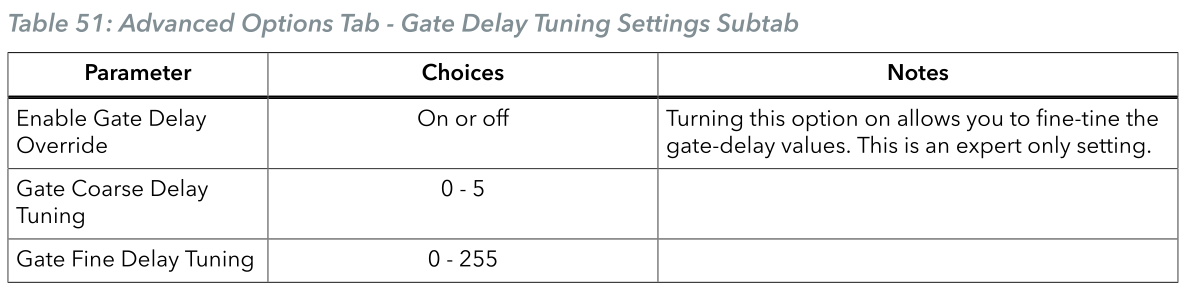 Table 51: Advanced Options Tab - Gate Delay Tuning Settings Subtab
Parameter Choices Notes
Enable Gate Delay On or off Turning this option on allows you to fine-tine the
Override gate-delay values. This is an expert only setting.
Gate Coarse Delay 0 - 5
Tuning
Gate Fine Delay Tuning 0 - 255